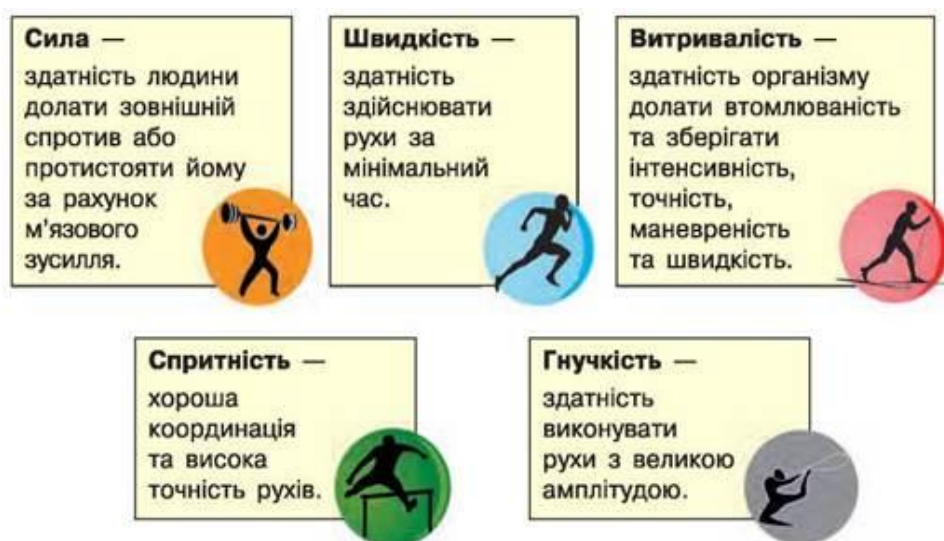 Сила —
здатність людини
долати зовнішній
спротив або
протистояти йому
за рахунок
м'язового
зусилля.
Швидкість —
здатність
здійснювати
рухи за
мінімальний
час.
Витривалість —
здатність організму
долати втомлюваність
та зберігати
інтенсивність,
точність,
маневреність
та швидкість.
Спритність —
хороша
координація
та висока
точність рухів.
Гнучкість —
здатність
виконувати
рухи з великою
амплітудою.